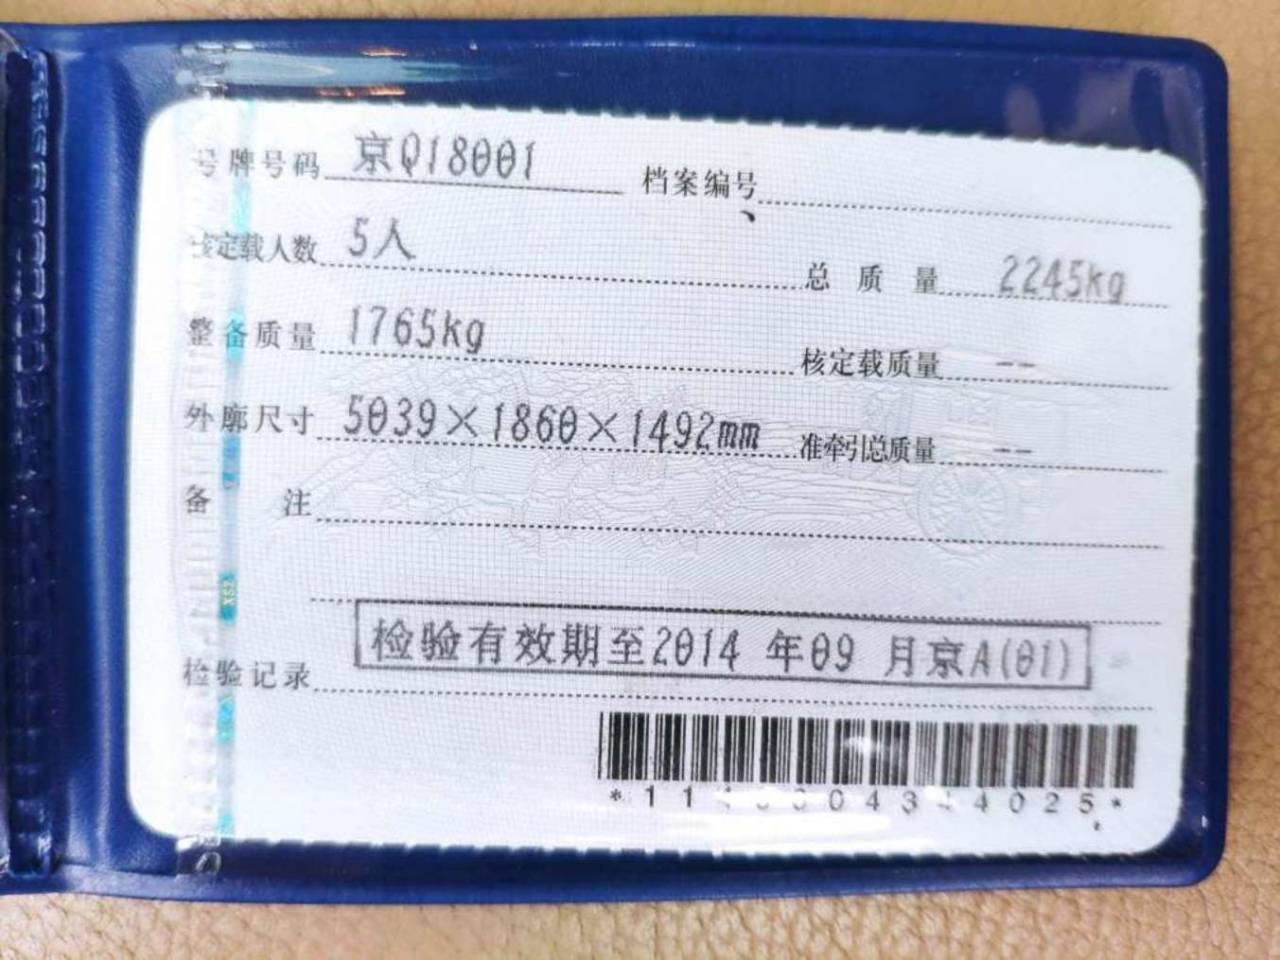 号牌号码 京Q18001 档案编号
核定载人数 5人 总质量 2245kg
整备质量 1765kg 核定载质量 --
外廓尺寸 5039×1860×1492mm 准牵引总质量 --
备注
检验记录 检验有效期至2014 年09 月京A(01)